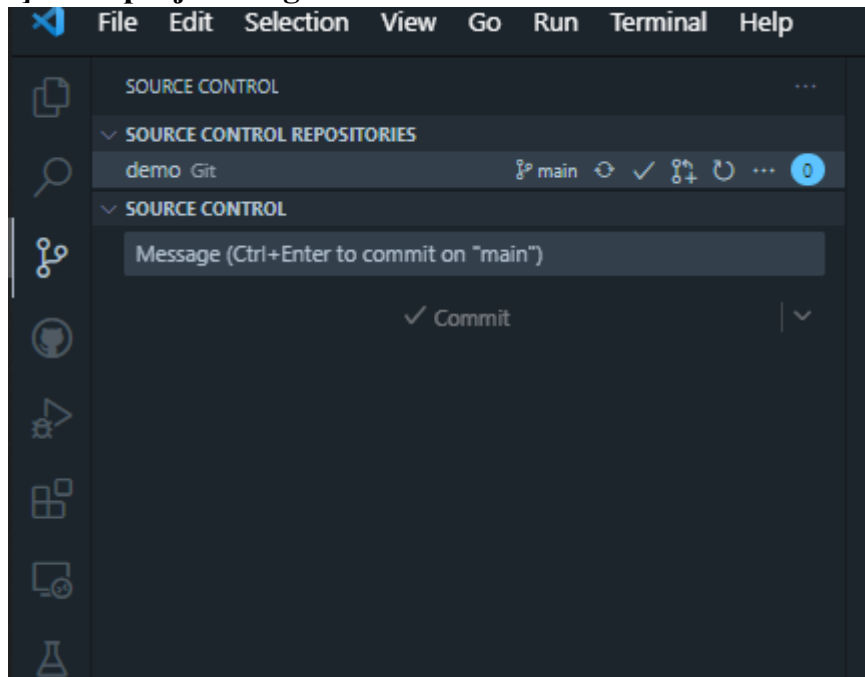 File Edit Selection View Go Run Terminal Help
SOURCE CONTROL
SOURCE CONTROL REPOSITORIES
demo Git main 0
SOURCE CONTROL
Message (Ctrl+Enter to commit on "main")
Commit